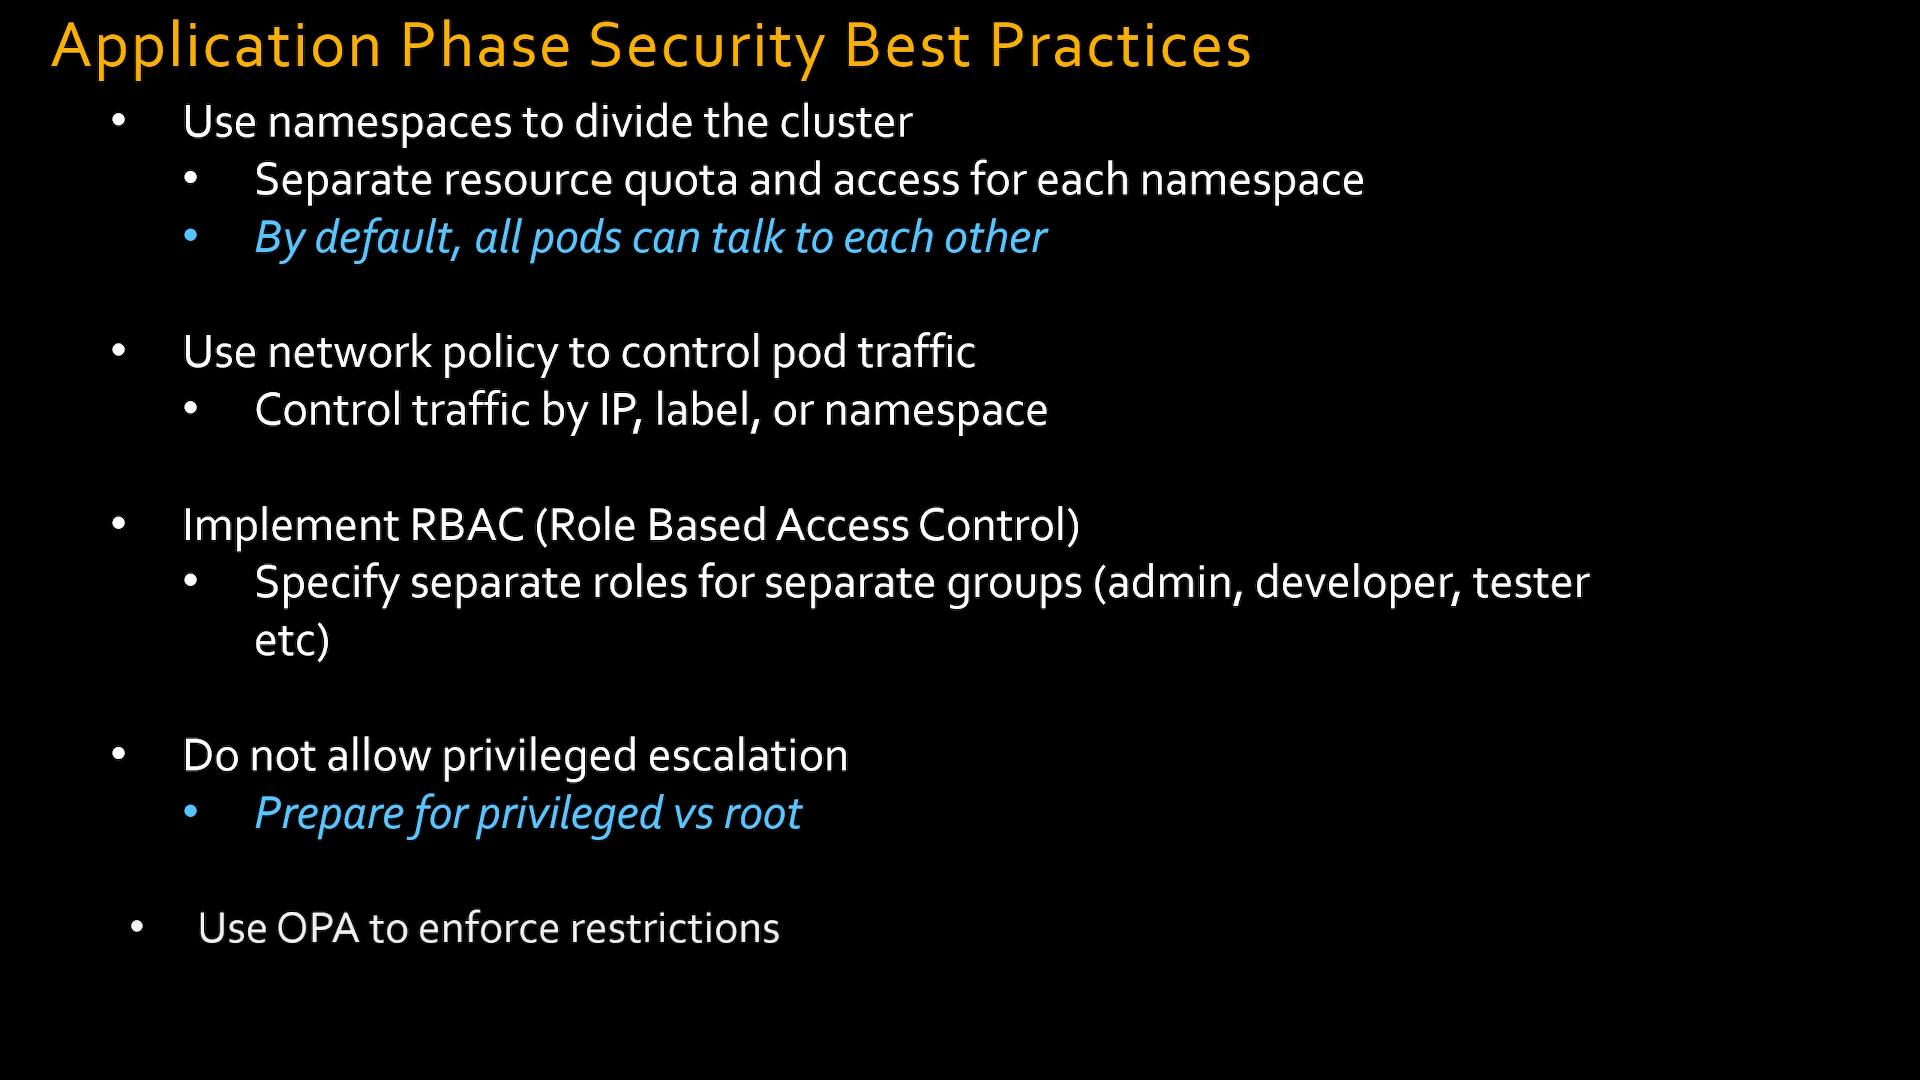 Application Phase Security Best Practices
• Use namespaces to divide the cluster
• Separate resource quota and access for each namespace
• By default, all pods can talk to each other
• Use network policy to control pod traffic
• Control traffic by IP, label, or namespace
• Implement RBAC (Role Based Access Control)
• Specify separate roles for separate groups (admin, developer, tester
etc)
• Do not allow privileged escalation
• Prepare for privileged vs root
• Use OPA to enforce restrictions